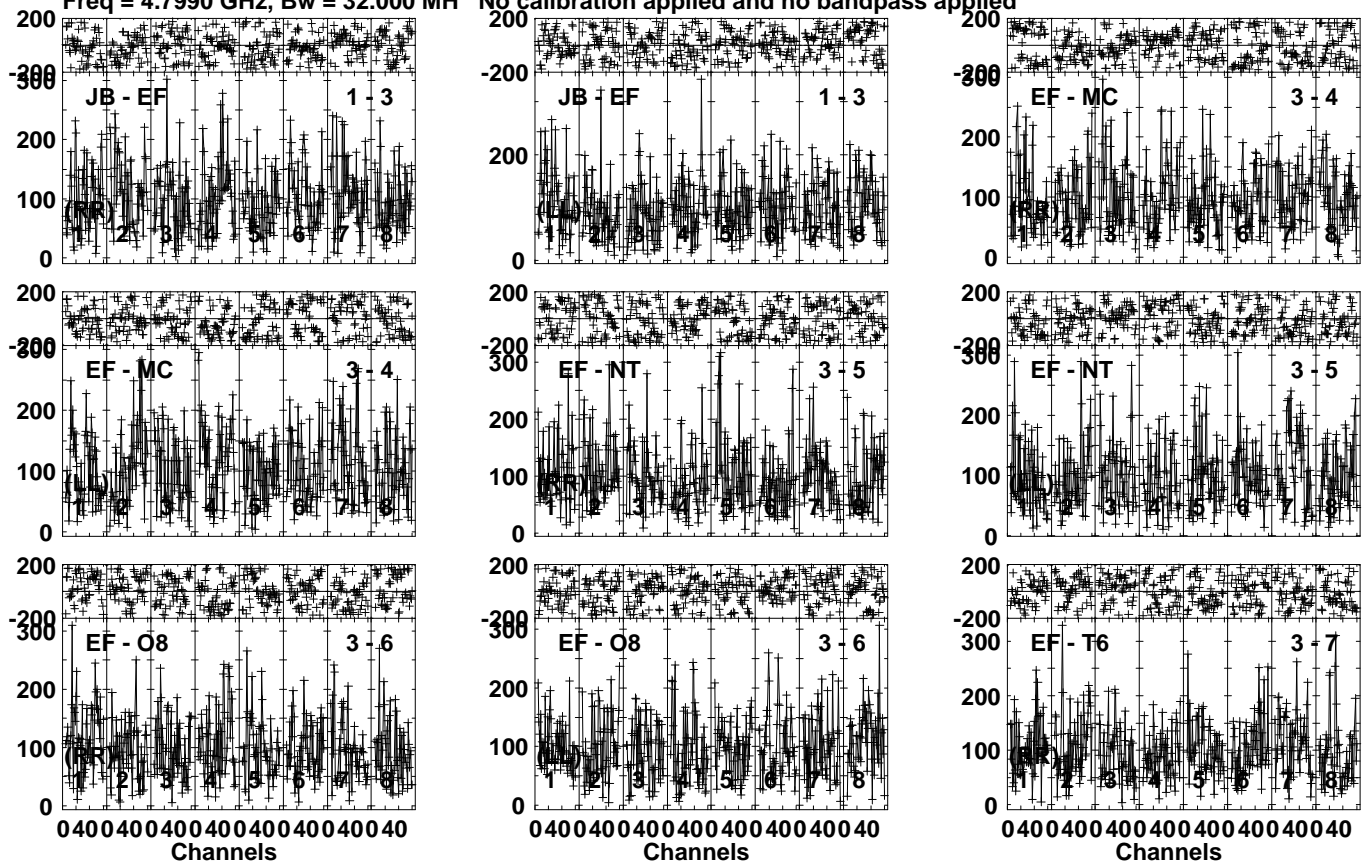 Freq = 4.7990 GHz, Bw = 32.000 MH No calibration applied and no bandpass applied
200 200 200
-200 -200 -200
300 300
JB - EF 1 - 3 JB - EF 1 - 3 EF - MC 3 - 4
200 200 200
100 100 100
(RR) (LL) (RR)
1 2 3 4 5 6 7 8 1 2 3 4 5 6 7 8 1 2 3 4 5 6 7 8
0 0 0
200 200 200
-200 -200 -200
300 300 300
EF - MC 3 - 4 EF - NT 3 - 5 EF - NT 3 - 5
200 200 200
100 100 100
(LL) (RR) (LL)
1 2 3 4 5 6 7 8 1 2 3 4 5 6 7 8 1 2 3 4 5 6 7 8
0 0 0
200 200 200
-200 -200 -200
300 300 300
EF - O8 3 - 6 EF - O8 3 - 6 EF - T6 3 - 7
200 200 200
100 100 100
(RR) (LL) (RR)
1 2 3 4 5 6 7 8 1 2 3 4 5 6 7 8 1 2 3 4 5 6 7 8
0 0 0
0 40 0 40 0 40 0 40 0 40 0 40 0 40 40 0 40 0 40 0 40 0 40 0 40 0 40 0 40 40 0 40 0 40 0 40 0 40 0 40 0 40 0 40 40
Channels Channels Channels